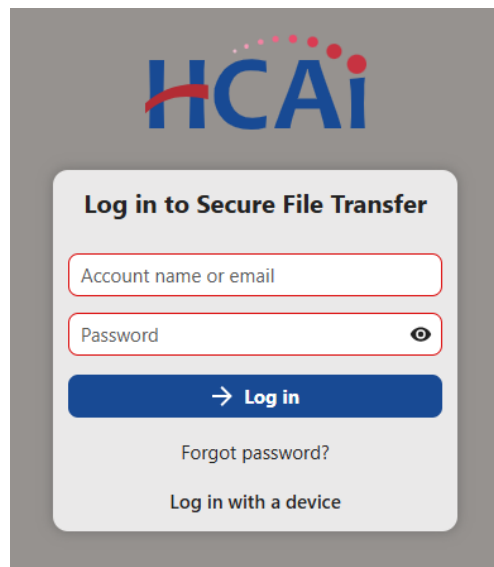 HCAi
Log in to Secure File Transfer
Account name or email
Password
Log in
Forgot password?
Log in with a device